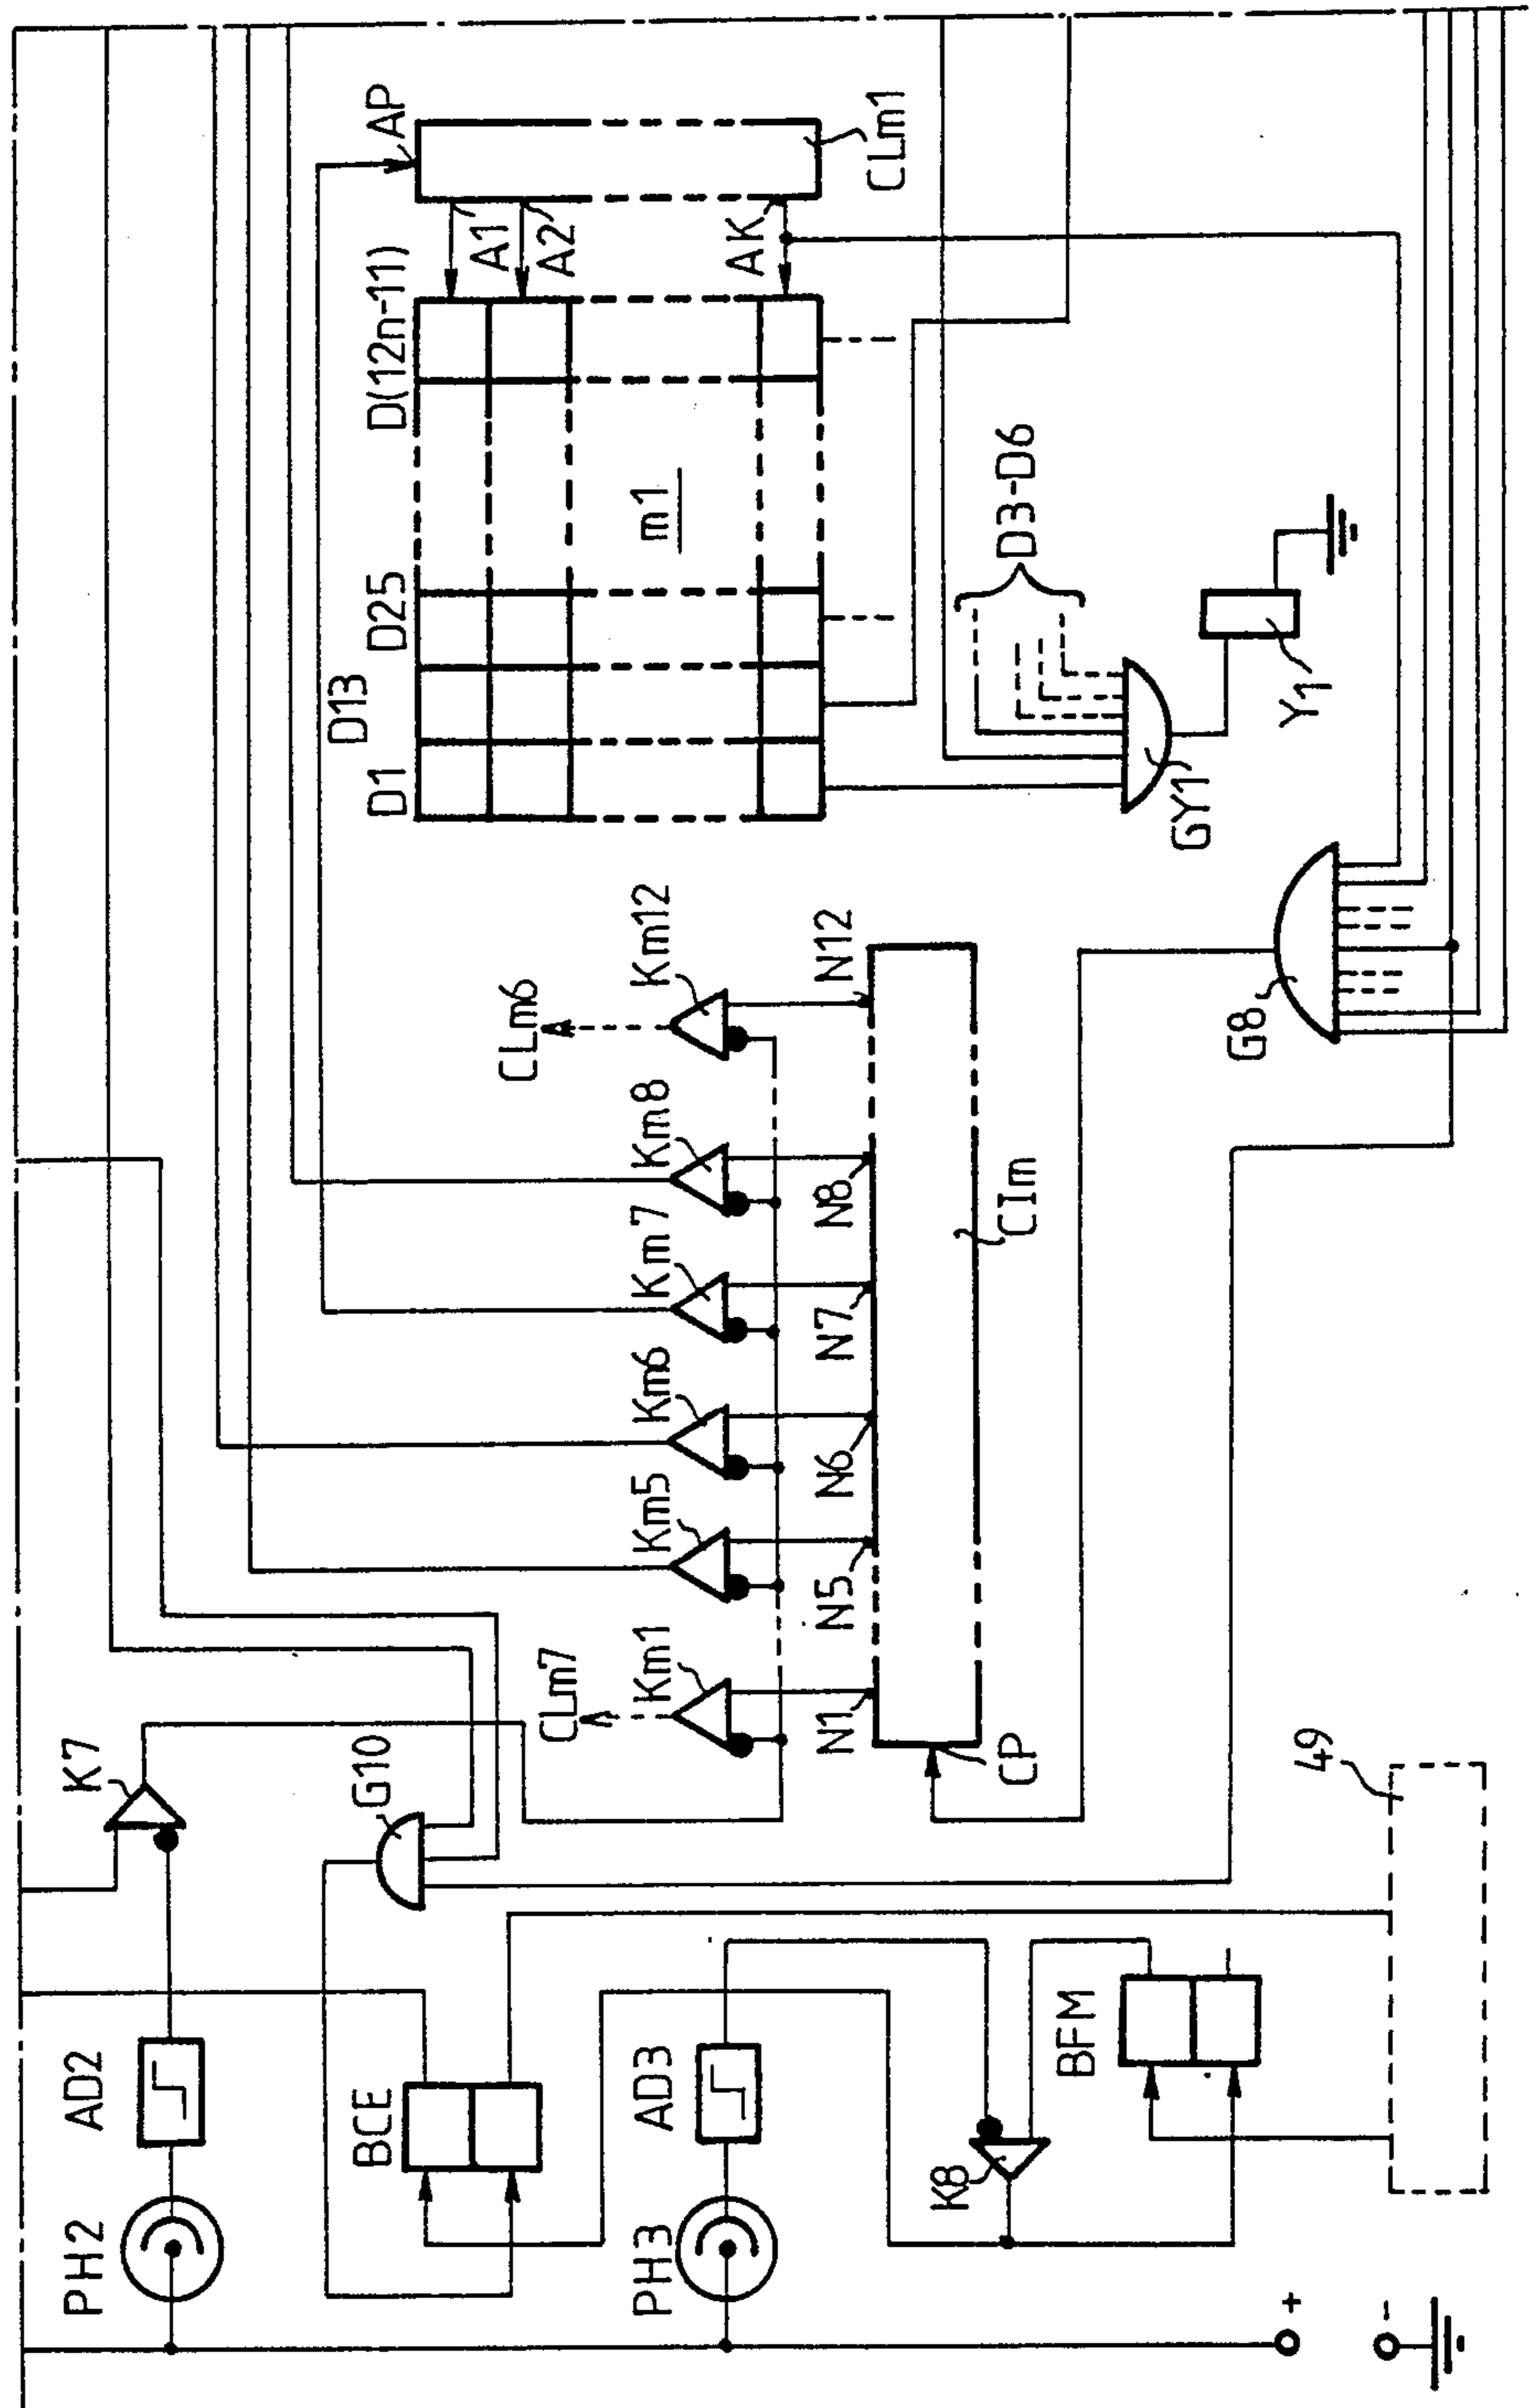 PH2
AD2
K7
G10
BCE
PH3
AD3
K8
BFM
49
+
-
CLm7
CLm6
Km1
Km5
Km6
Km7
Km8
Km12
N1
N5
N6
N7
N8
N12
CP
CIm
D1
D13
D25
D(12n-11)
AP
A1
A2
AK
CLm1
m1
D3-D6
GY1
Y1
G8